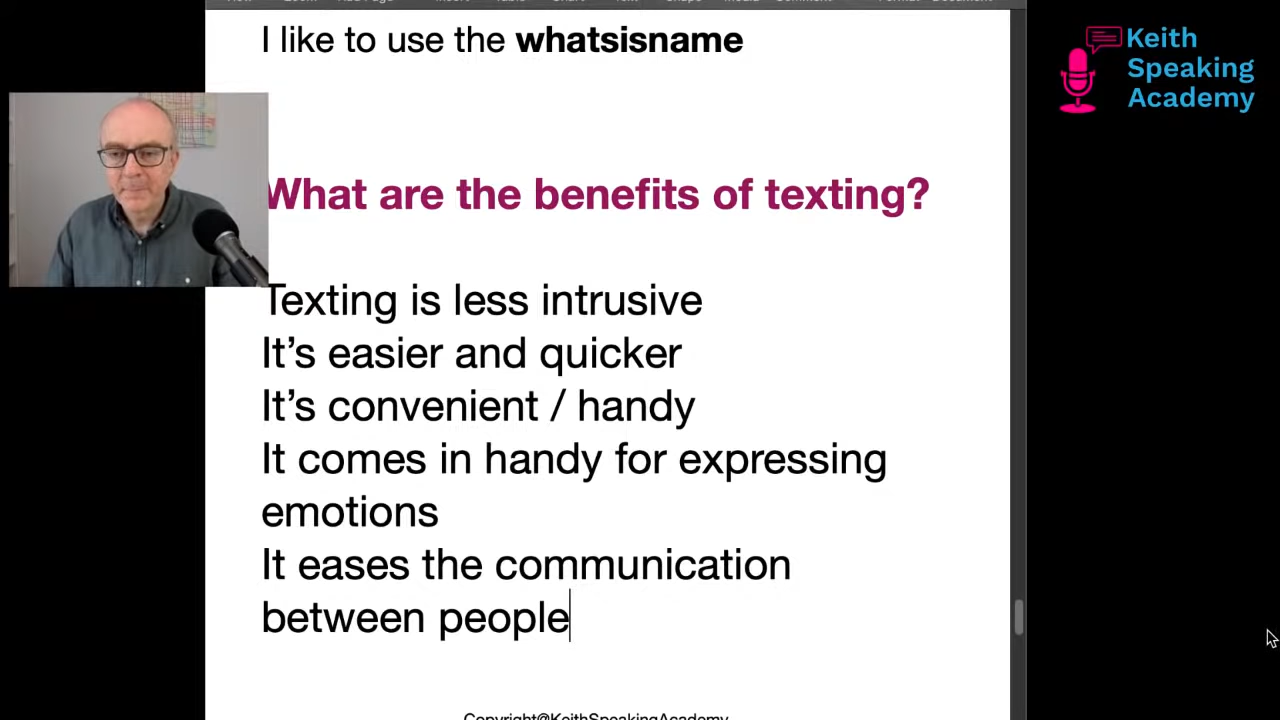 I like to use the whatsisname
Keith
Speaking
Academy
What are the benefits of texting?
Texting is less intrusive
It's easier and quicker
It's convenient / handy
It comes in handy for expressing
emotions
It eases the communication
between people
Copyright@KeithSpeakingAcademy